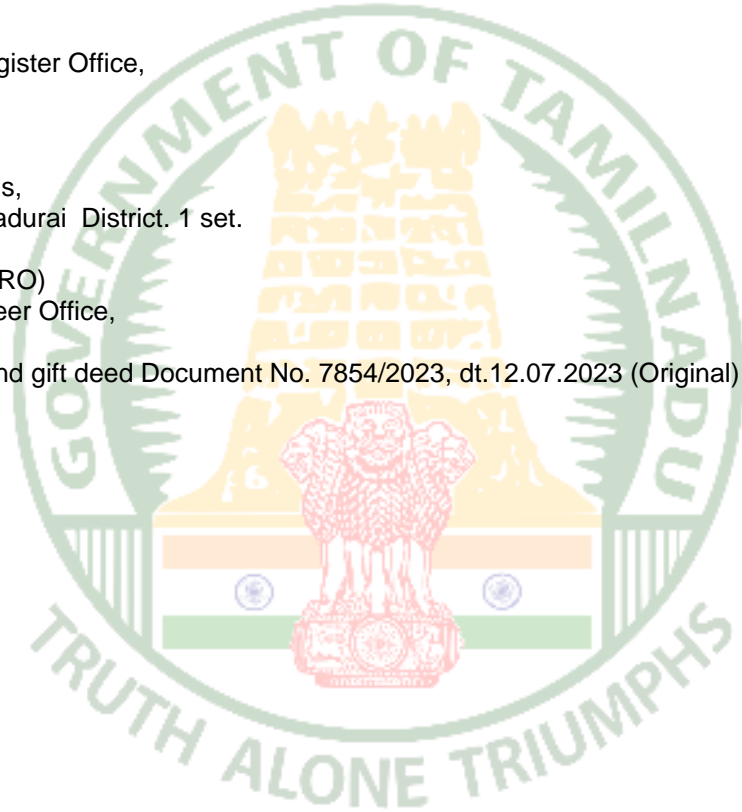 gister Office,
s,
adurai District. 1 set.
RO)
eer Office,
nd gift deed Document No. 7854/2023, dt.12.07.2023 (Original)
GOVERNMENT OF TAMILNADU
TRUTH ALONE TRIUMPHS